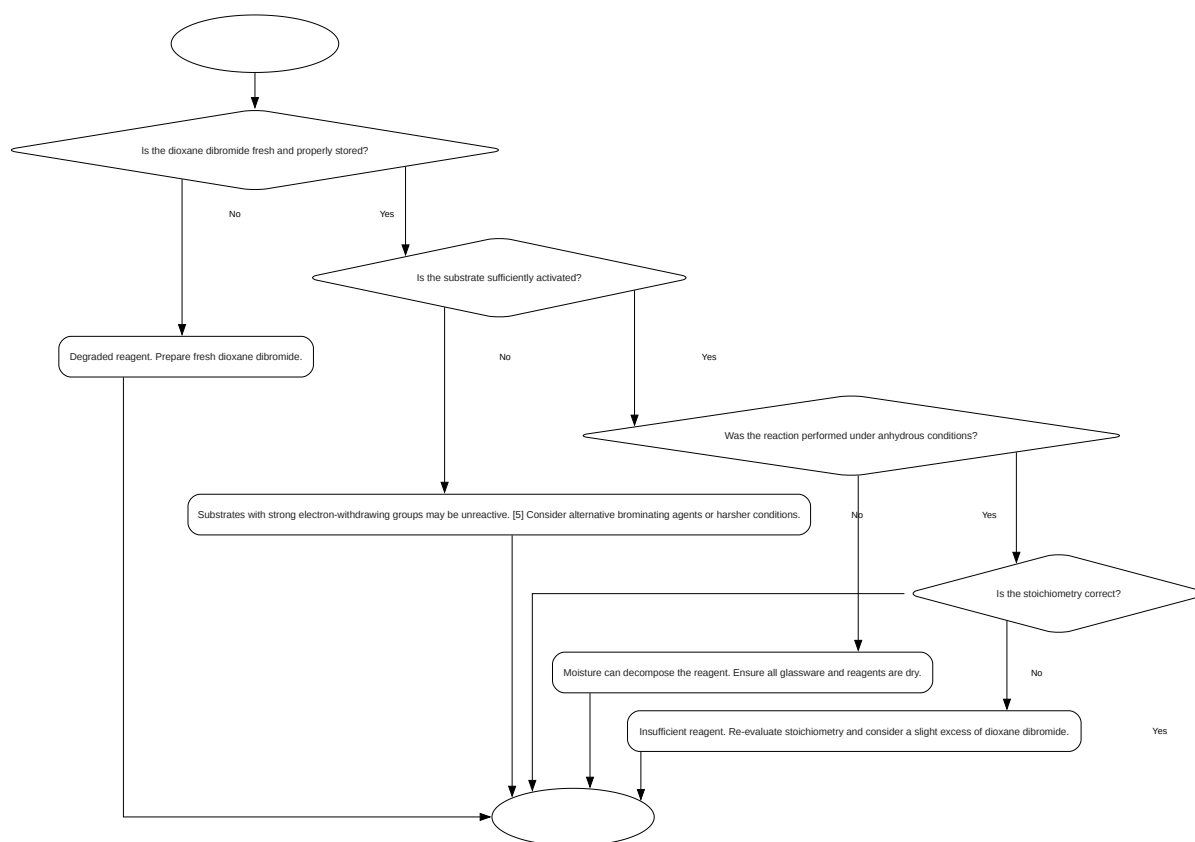 Is the dioxane dibromide fresh and properly stored?
No
Yes
Is the substrate sufficiently activated?
Degraded reagent. Prepare fresh dioxane dibromide.
No
Yes
Was the reaction performed under anhydrous conditions?
Substrates with strong electron-withdrawing groups may be unreactive. [5] Consider alternative brominating agents or harsher conditions.
No
Yes
Is the stoichiometry correct?
Moisture can decompose the reagent. Ensure all glassware and reagents are dry.
No
Insufficient reagent. Re-evaluate stoichiometry and consider a slight excess of dioxane dibromide.
Yes